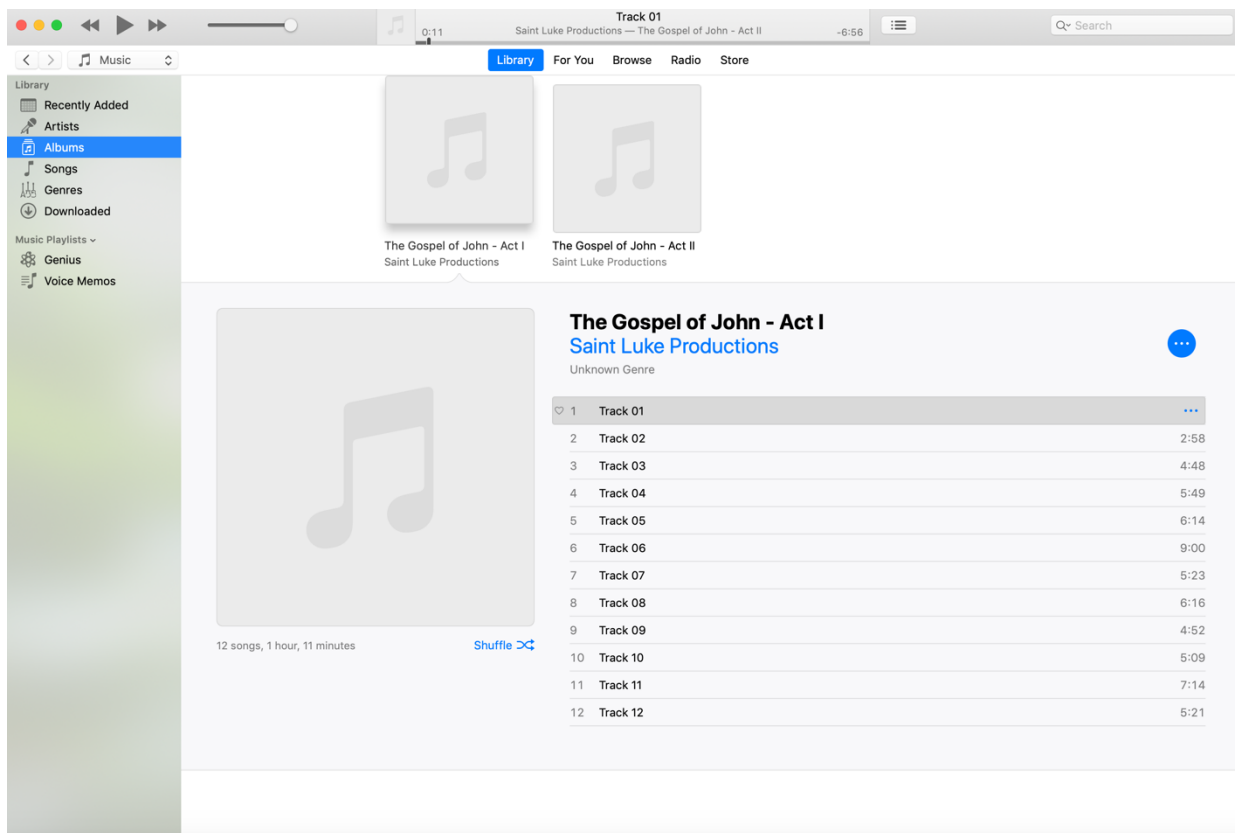 Track 01
0:11 Saint Luke Productions — The Gospel of John - Act II -6:56
Search
Music
Library For You Browse Radio Store
Library
Recently Added
Artists
Albums
Songs
Genres
Downloaded
Music Playlists
Genius
Voice Memos
The Gospel of John - Act I
Saint Luke Productions
The Gospel of John - Act II
Saint Luke Productions
12 songs, 1 hour, 11 minutes
Shuffle
The Gospel of John - Act I
Saint Luke Productions
Unknown Genre
1 Track 01
2 Track 02 2:58
3 Track 03 4:48
4 Track 04 5:49
5 Track 05 6:14
6 Track 06 9:00
7 Track 07 5:23
8 Track 08 6:16
9 Track 09 4:52
10 Track 10 5:09
11 Track 11 7:14
12 Track 12 5:21